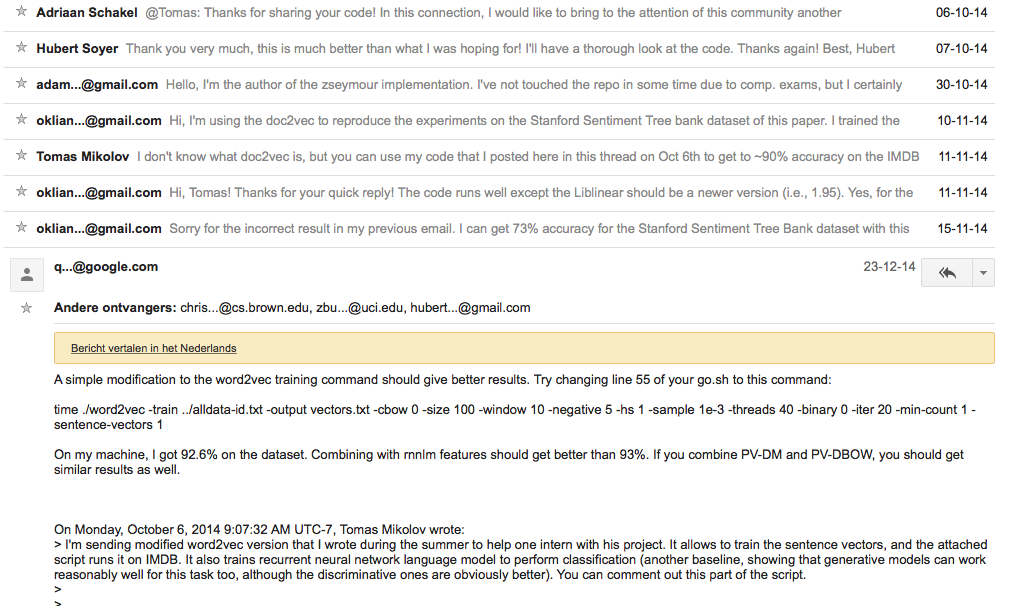 Adriaan Schakel @Tomas: Thanks for sharing your code! In this connection, I would like to bring to the attention of this community another 06-10-14
Hubert Soyer Thank you very much, this is much better than what I was hoping for! I'll have a thorough look at the code. Thanks again! Best, Hubert 07-10-14
adam...@gmail.com Hello, I'm the author of the zseymour implementation. I've not touched the repo in some time due to comp. exams, but I certainly 30-10-14
oklian...@gmail.com Hi, I'm using the doc2vec to reproduce the experiments on the Stanford Sentiment Tree bank dataset of this paper. I trained the 10-11-14
Tomas Mikolov I don't know what doc2vec is, but you can use my code that I posted here in this thread on Oct 6th to get to ~90% accuracy on the IMDB 11-11-14
oklian...@gmail.com Hi, Tomas! Thanks for your quick reply! The code runs well except the Liblinear should be a newer version (i.e., 1.95). Yes, for the 11-11-14
oklian...@gmail.com Sorry for the incorrect result in my previous email. I can get 73% accuracy for the Stanford Sentiment Tree Bank dataset with this 15-11-14
q...@google.com 23-12-14
Andere ontvangers: chris...@cs.brown.edu, zbu...@uci.edu, hubert...@gmail.com
Bericht vertalen in het Nederlands
A simple modification to the word2vec training command should give better results. Try changing line 55 of your go.sh to this command:
time ./word2vec -train ../alldata-id.txt -output vectors.txt -cbow 0 -size 100 -window 10 -negative 5 -hs 1 -sample 1e-3 -threads 40 -binary 0 -iter 20 -min-count 1 -
sentence-vectors 1
On my machine, I got 92.6% on the dataset. Combining with rnnlm features should get better than 93%. If you combine PV-DM and PV-DBOW, you should get
similar results as well.
On Monday, October 6, 2014 9:07:32 AM UTC-7, Tomas Mikolov wrote:
> I'm sending modified word2vec version that I wrote during the summer to help one intern with his project. It allows to train the sentence vectors, and the attached
script runs it on IMDB. It also trains recurrent neural network language model to perform classification (another baseline, showing that generative models can work
reasonably well for this task too, although the discriminative ones are obviously better). You can comment out this part of the script.
>
>